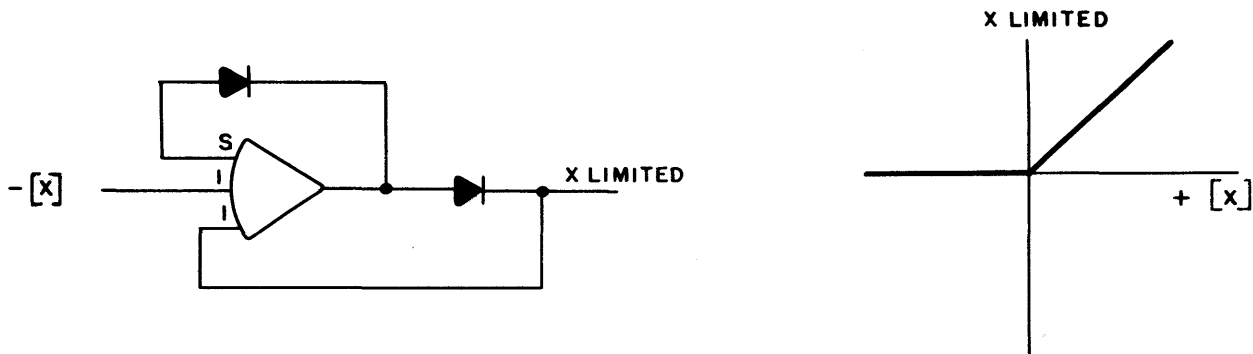 S
-[X]
1
1
X LIMITED
X LIMITED
+ [X]